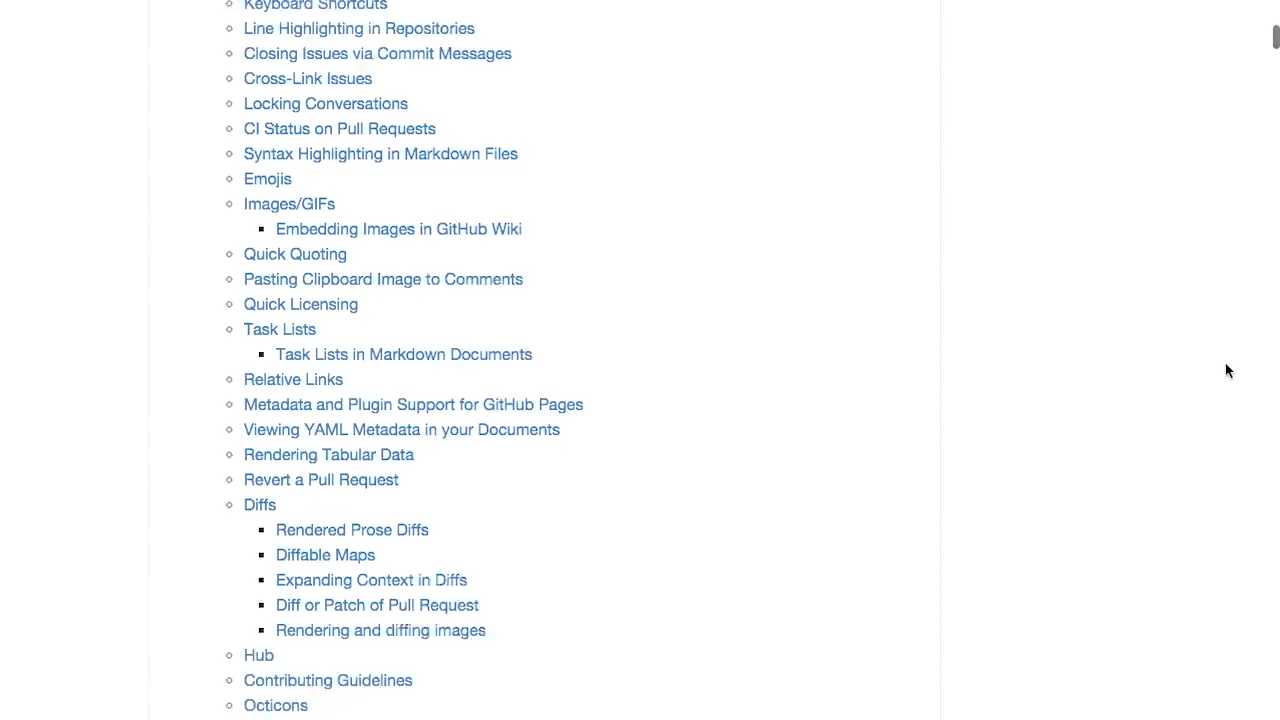 Keyboard Shortcuts
Line Highlighting in Repositories
Closing Issues via Commit Messages
Cross-Link Issues
Locking Conversations
CI Status on Pull Requests
Syntax Highlighting in Markdown Files
Emojis
Images/GIFs
Embedding Images in GitHub Wiki
Quick Quoting
Pasting Clipboard Image to Comments
Quick Licensing
Task Lists
Task Lists in Markdown Documents
Relative Links
Metadata and Plugin Support for GitHub Pages
Viewing YAML Metadata in your Documents
Rendering Tabular Data
Revert a Pull Request
Diffs
Rendered Prose Diffs
Diffable Maps
Expanding Context in Diffs
Diff or Patch of Pull Request
Rendering and diffing images
Hub
Contributing Guidelines
Octicons